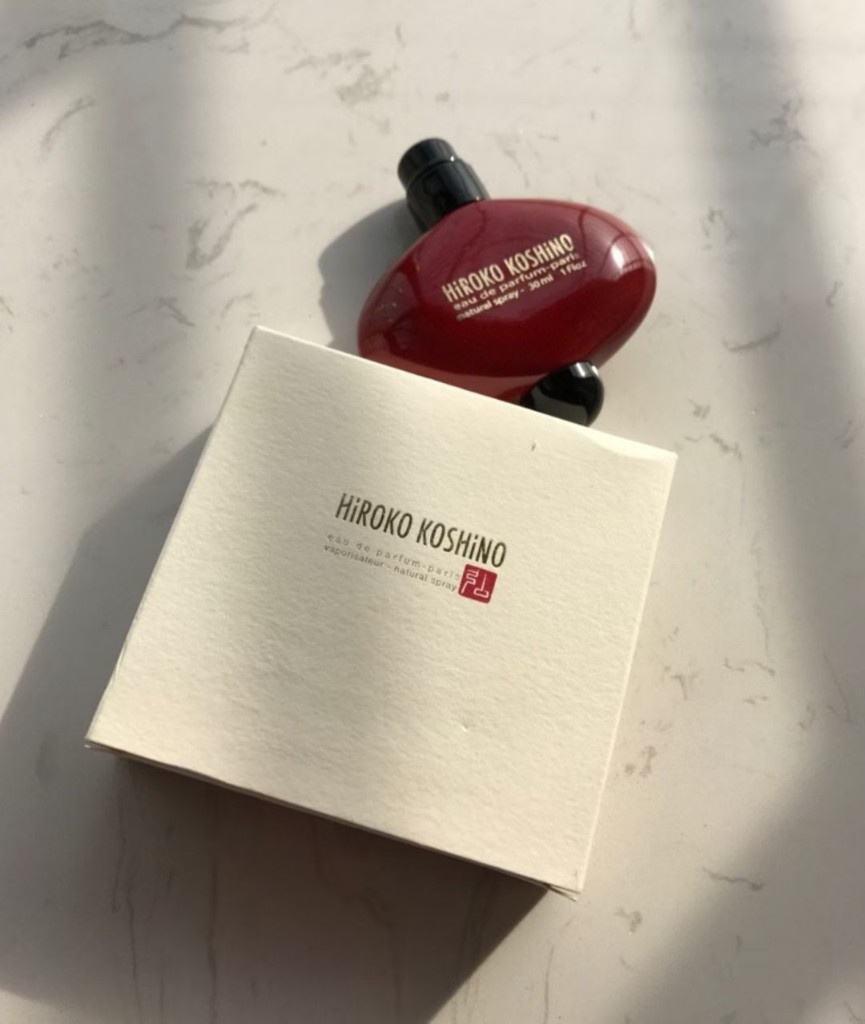 HiROKO KOSHiNO
eau de parfum-paris
natural spray - 30 ml 1 fl oz
HiROKO KOSHiNO
eau de parfum-paris
vaporisateur - natural spray